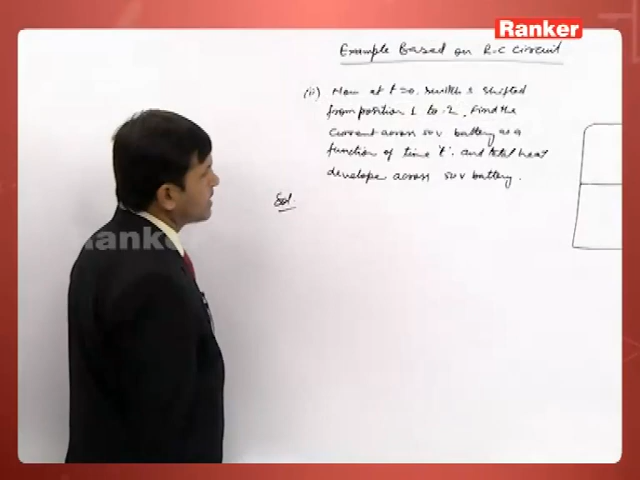 Ranker
Example Based on R-C Circuit
(ii) Now at t=0. switch is shifted
from position 1 to 2. Find the
Current across 50V battery as a
function of time 't'. and total heat
develope across 50V battery.
Sol.
Ranker